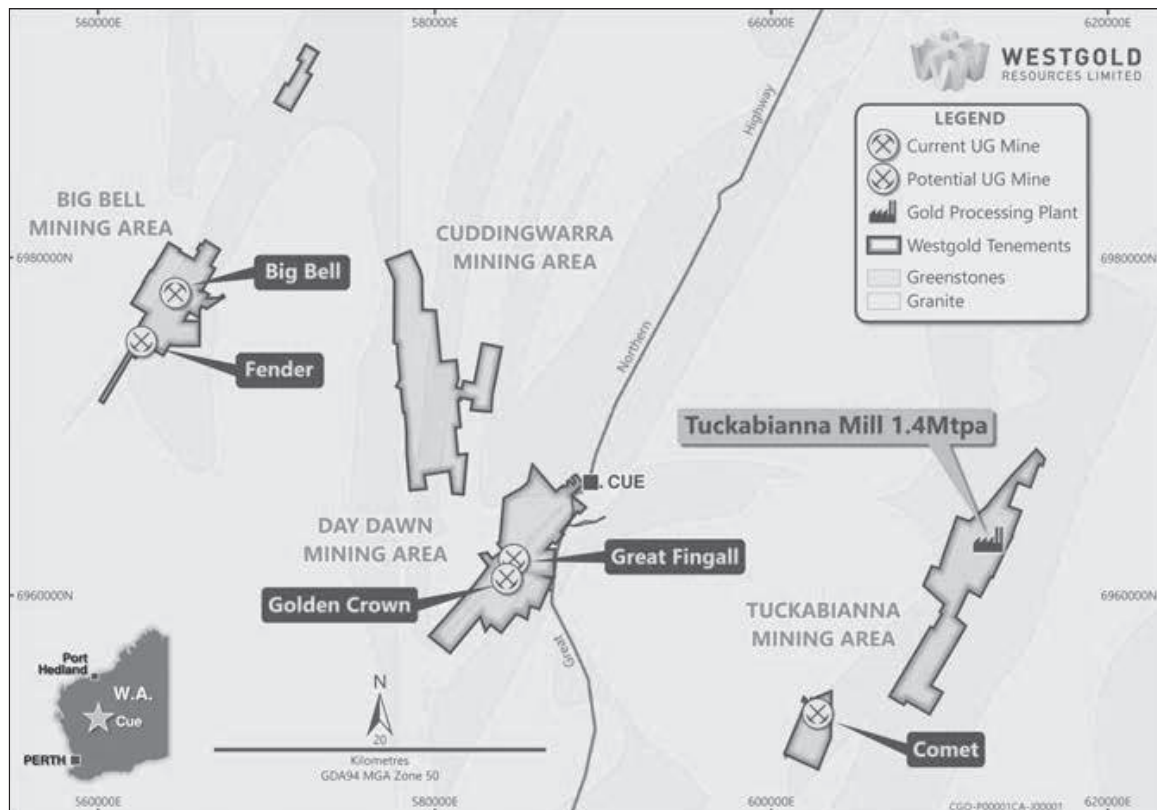 560000E
580000E
660000E
620000E
WESTGOLD
RESOURCES LIMITED
LEGEND
Current UG Mine
Potential UG Mine
Gold Processing Plant
Westgold Tenements
Greenstones
Granite
Highway
Northern
Great
BIG BELL
MINING AREA
CUDDINGWARRA
MINING AREA
6980000N
6980000N
Big Bell
Fender
Tuckabianna Mill 1.4Mtpa
CUE
DAY DAWN
MINING AREA
Great Fingall
Golden Crown
6960000N
6960000N
TUCKABIANNA
MINING AREA
Comet
Port
Hedland
W.A.
Cue
PERTH
N
20
Kilometres
GDA94 MGA Zone 50
560000E
580000E
600000E
620000E
CGO-P00001CA-J00001